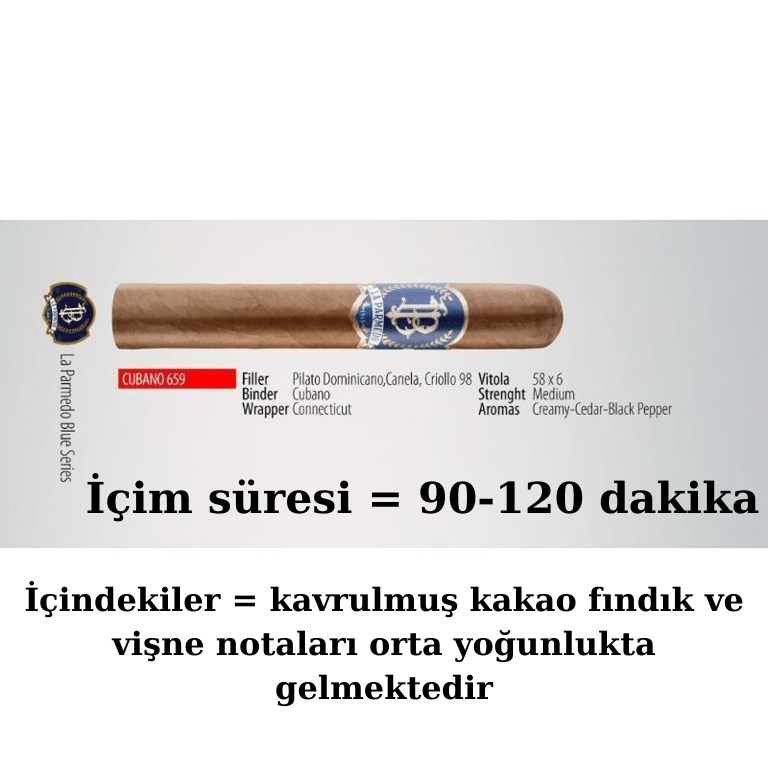 La Parmedo Blue Series
LA PARMEDO
CUBANO 659
Filler Pilato Dominicano,Canela, Criollo 98
Binder Cubano
Wrapper Connecticut
Vitola 58 x 6
Strenght Medium
Aromas Creamy-Cedar-Black Pepper
İçim süresi = 90-120 dakika
İçindekiler = kavrulmuş kakao fındık ve
vişne notaları orta yoğunlukta
gelmektedir